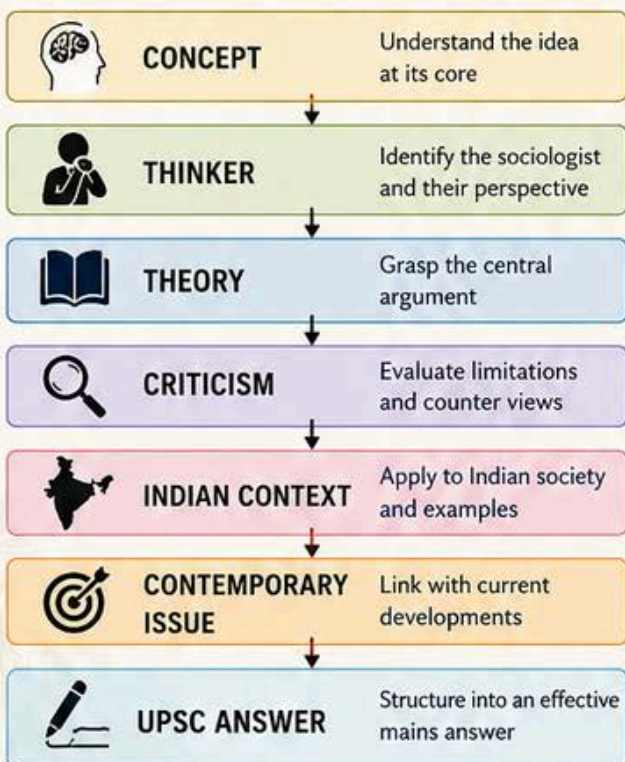 CONCEPT
Understand the idea
at its core
THINKER
Identify the sociologist
and their perspective
THEORY
Grasp the central
argument
CRITICISM
Evaluate limitations
and counter views
INDIAN CONTEXT
Apply to Indian society
and examples
CONTEMPORARY
ISSUE
Link with current
developments
UPSC ANSWER
Structure into an effective
mains answer